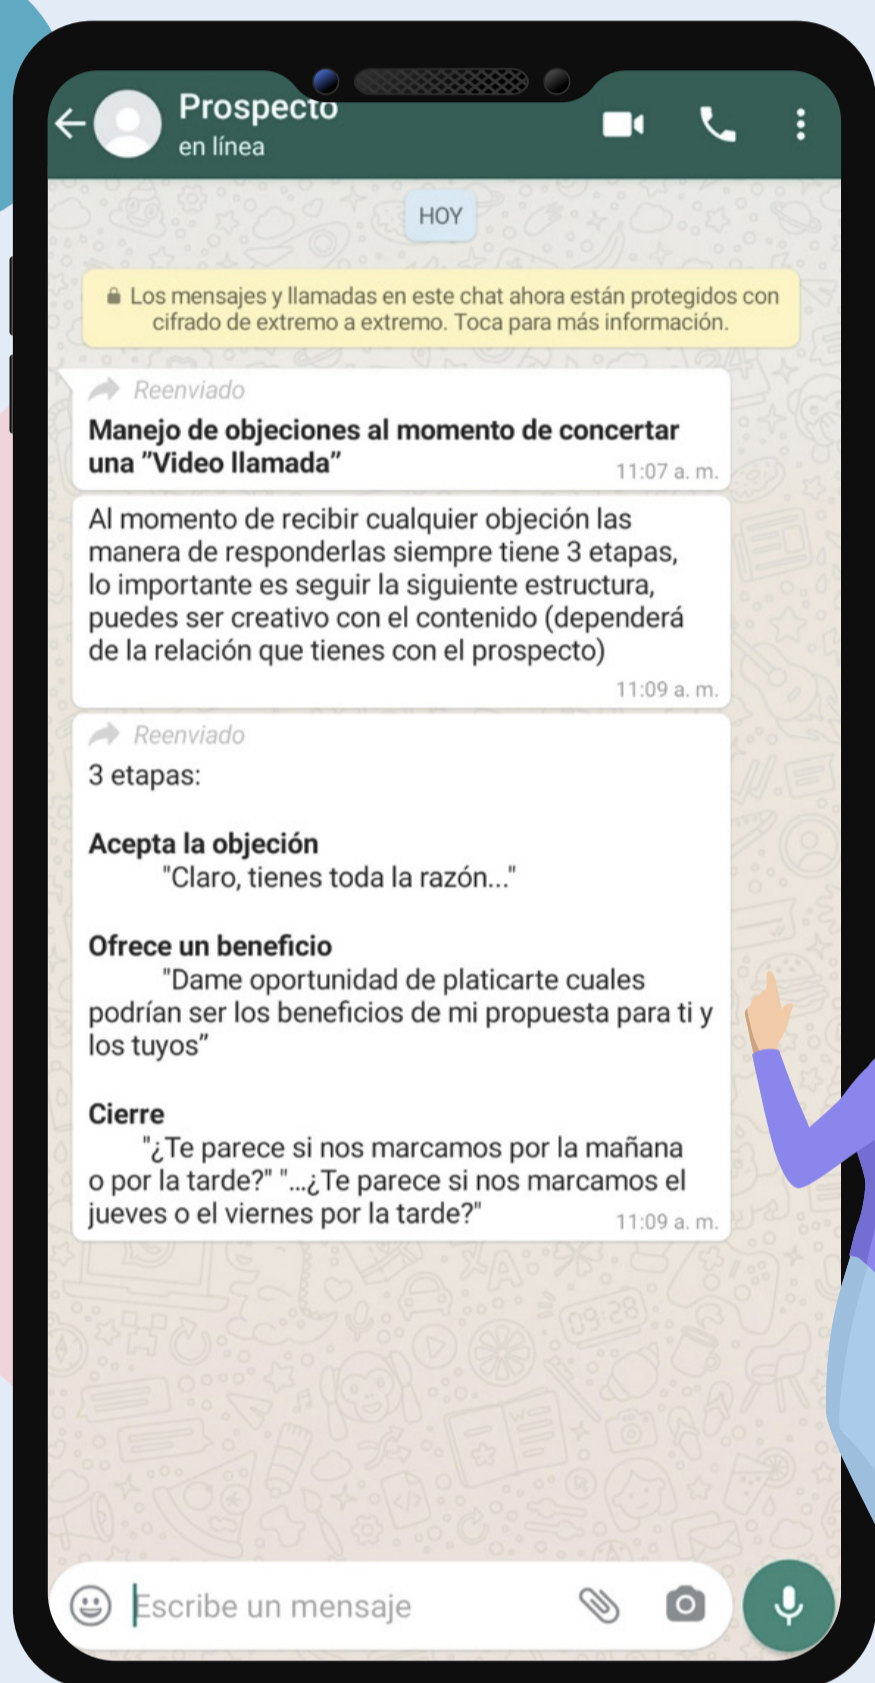 Prospecto
en línea
HOY
Los mensajes y llamadas en este chat ahora están protegidos con
cifrado de extremo a extremo. Toca para más información.
Reenviado
Manejo de objeciones al momento de concertar
una ”Video llamada”
11:07 a. m.
Al momento de recibir cualquier objeción las
manera de responderlas siempre tiene 3 etapas,
lo importante es seguir la siguiente estructura,
puedes ser creativo con el contenido (dependerá
de la relación que tienes con el prospecto)
11:09 a. m.
Reenviado
3 etapas:
Acepta la objeción
"Claro, tienes toda la razón..."
Ofrece un beneficio
"Dame oportunidad de platicarte cuales
podrían ser los beneficios de mi propuesta para ti y
los tuyos”
Cierre
"¿Te parece si nos marcamos por la mañana
o por la tarde?" "...¿Te parece si nos marcamos el
jueves o el viernes por la tarde?"
11:09 a. m.
09:28
Escribe un mensaje